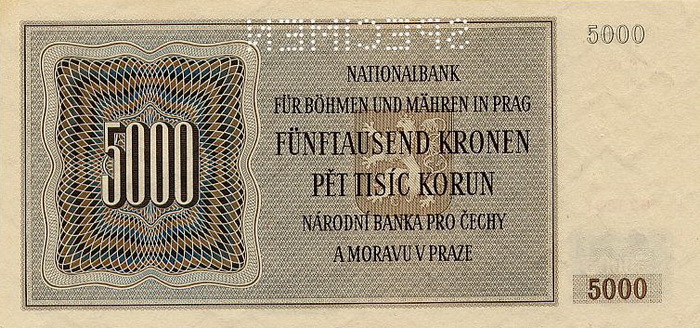 SPECIMEN
5000
NATIONALBANK
FÜR BÖHMEN UND MÄHREN IN PRAG
FÜNFTAUSEND KRONEN
PĚT TISÍC KORUN
NÁRODNÍ BANKA PRO ČECHY
A MORAVU V PRAZE
5000
5000